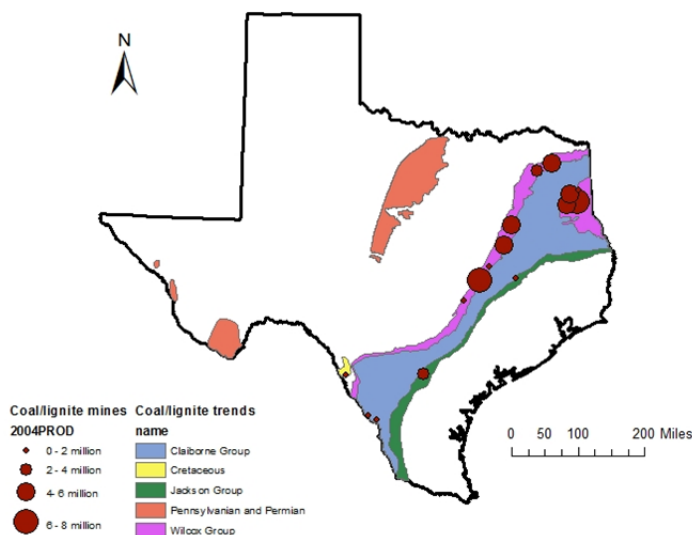 N
Coal/lignite mines
2004PROD
0 - 2 million
2 - 4 million
4- 6 million
6 - 8 million
Coal/lignite trends
name
Claiborne Group
Cretaceous
Jackson Group
Pennsylvanian and Permian
Wilcox Group
0 50 100 200 Miles